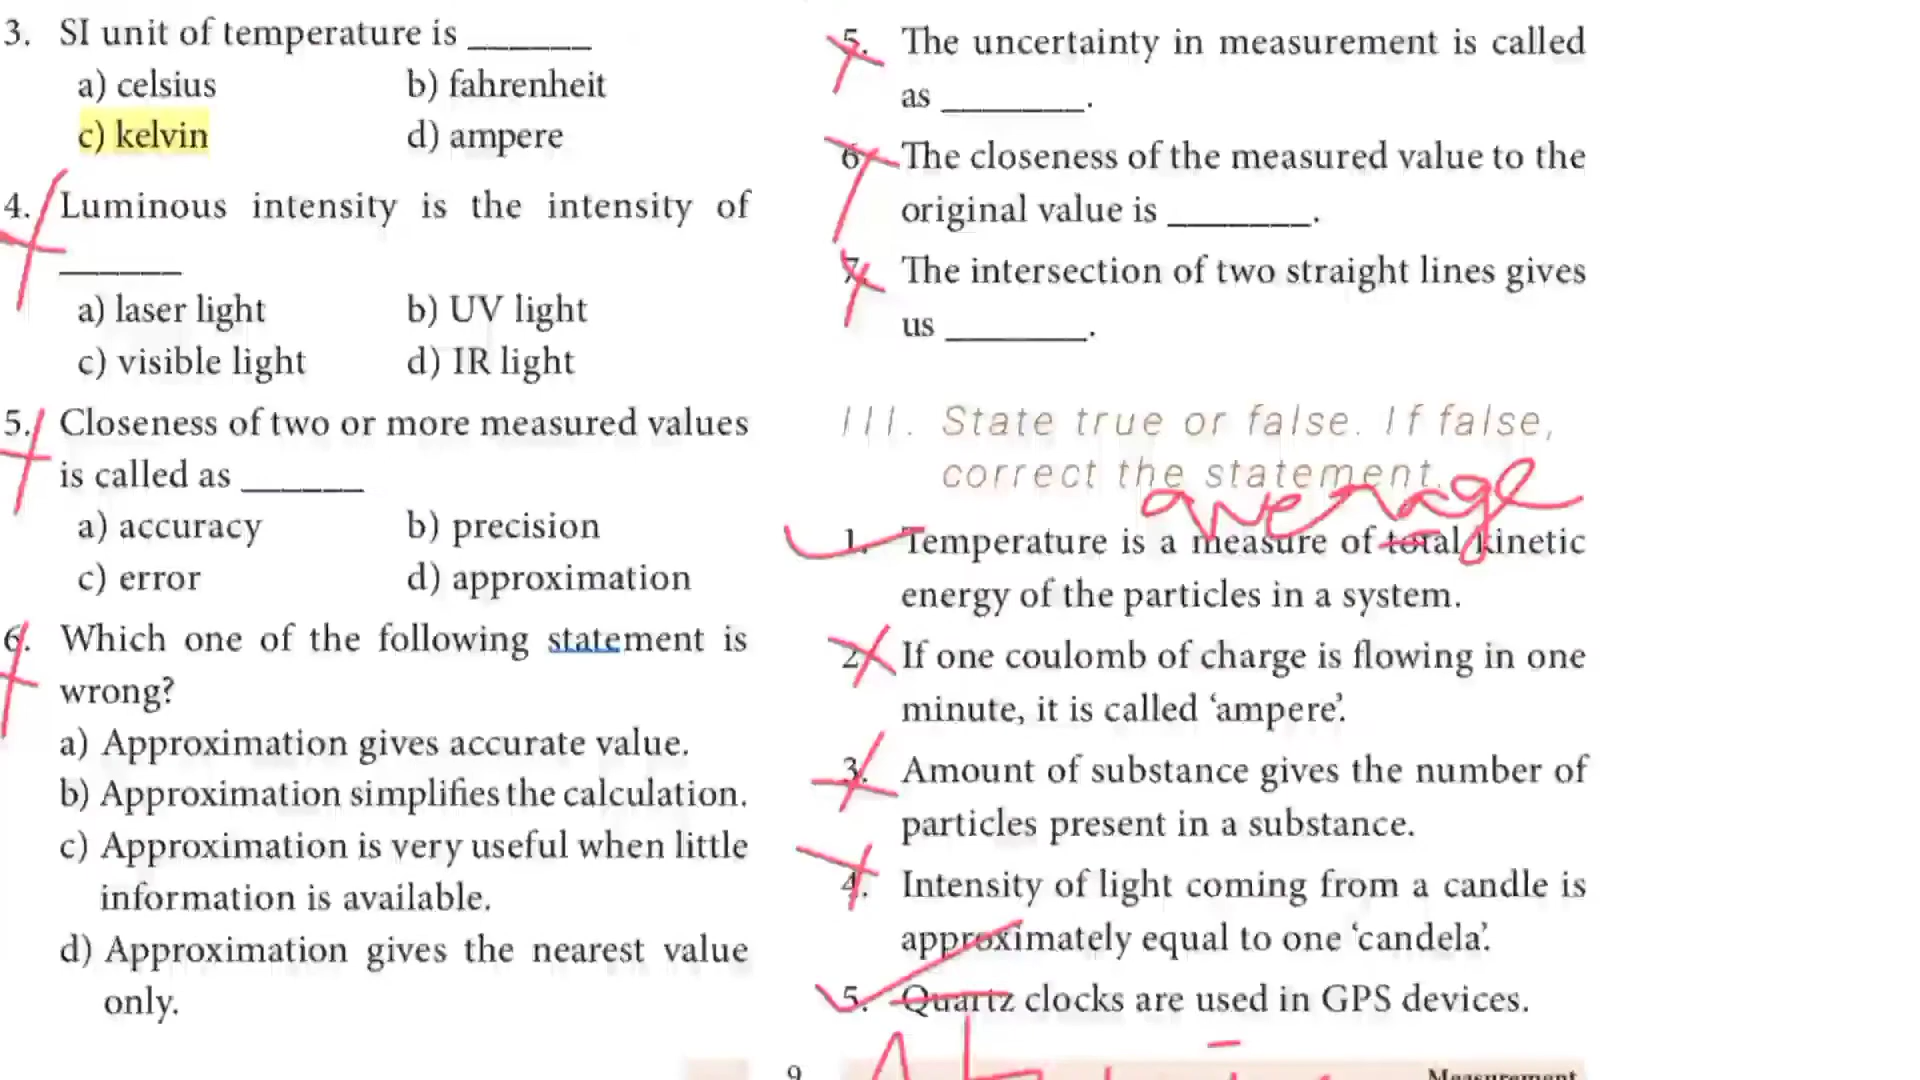 3. SI unit of temperature is ______
a) celsius b) fahrenheit
c) kelvin d) ampere
4. Luminous intensity is the intensity of
______
a) laser light b) UV light
c) visible light d) IR light
5. Closeness of two or more measured values
is called as ______
a) accuracy b) precision
c) error d) approximation
6. Which one of the following statement is
wrong?
a) Approximation gives accurate value.
b) Approximation simplifies the calculation.
c) Approximation is very useful when little
information is available.
d) Approximation gives the nearest value
only.
5. The uncertainty in measurement is called
as _______.
6. The closeness of the measured value to the
original value is _______.
7. The intersection of two straight lines gives
us _______.
III. State true or false. If false,
correct the statement.
average
1. Temperature is a measure of total kinetic
energy of the particles in a system.
2. If one coulomb of charge is flowing in one
minute, it is called ‘ampere’.
3. Amount of substance gives the number of
particles present in a substance.
4. Intensity of light coming from a candle is
approximately equal to one ‘candela’.
5. Quartz clocks are used in GPS devices.
9 Measurement